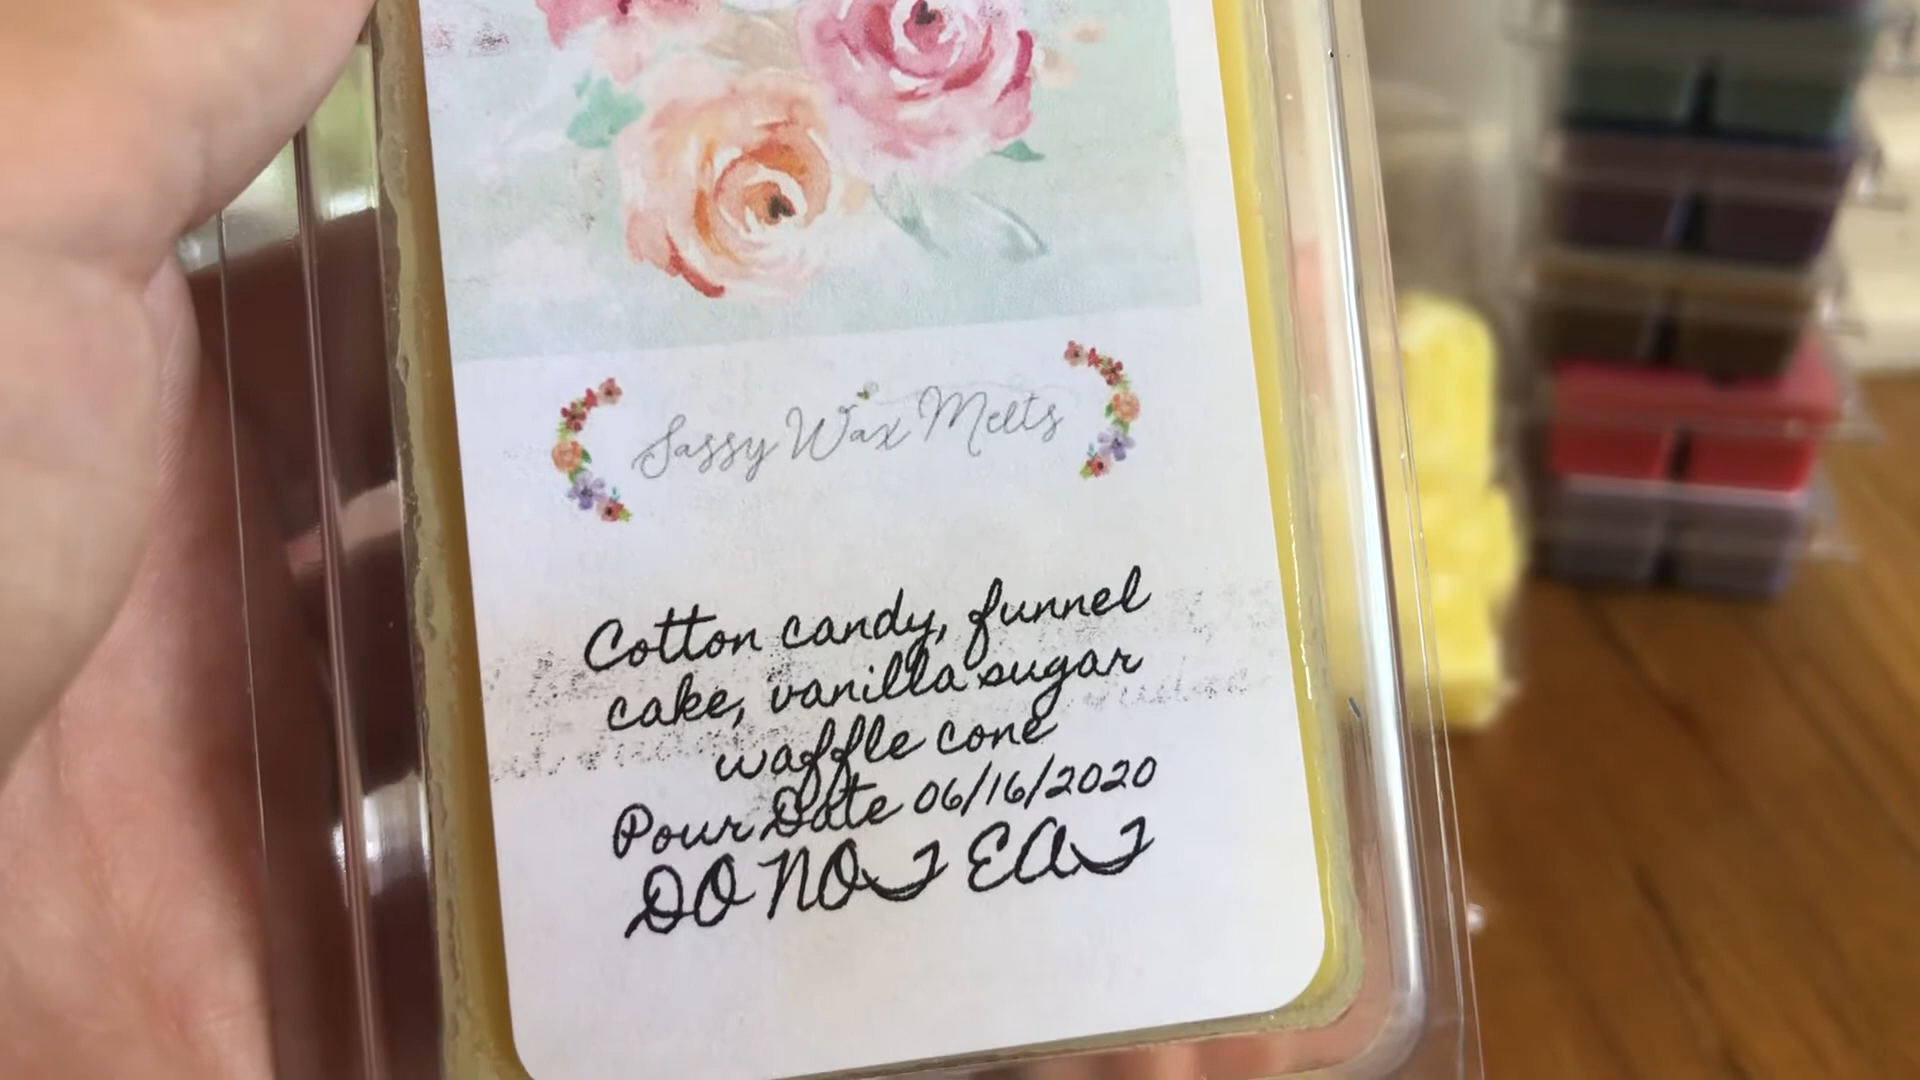 Sassy Wax Melts
Cotton candy, funnel
cake, vanilla sugar
waffle cone
Pour Date 06/16/2020
DO NOT EAT